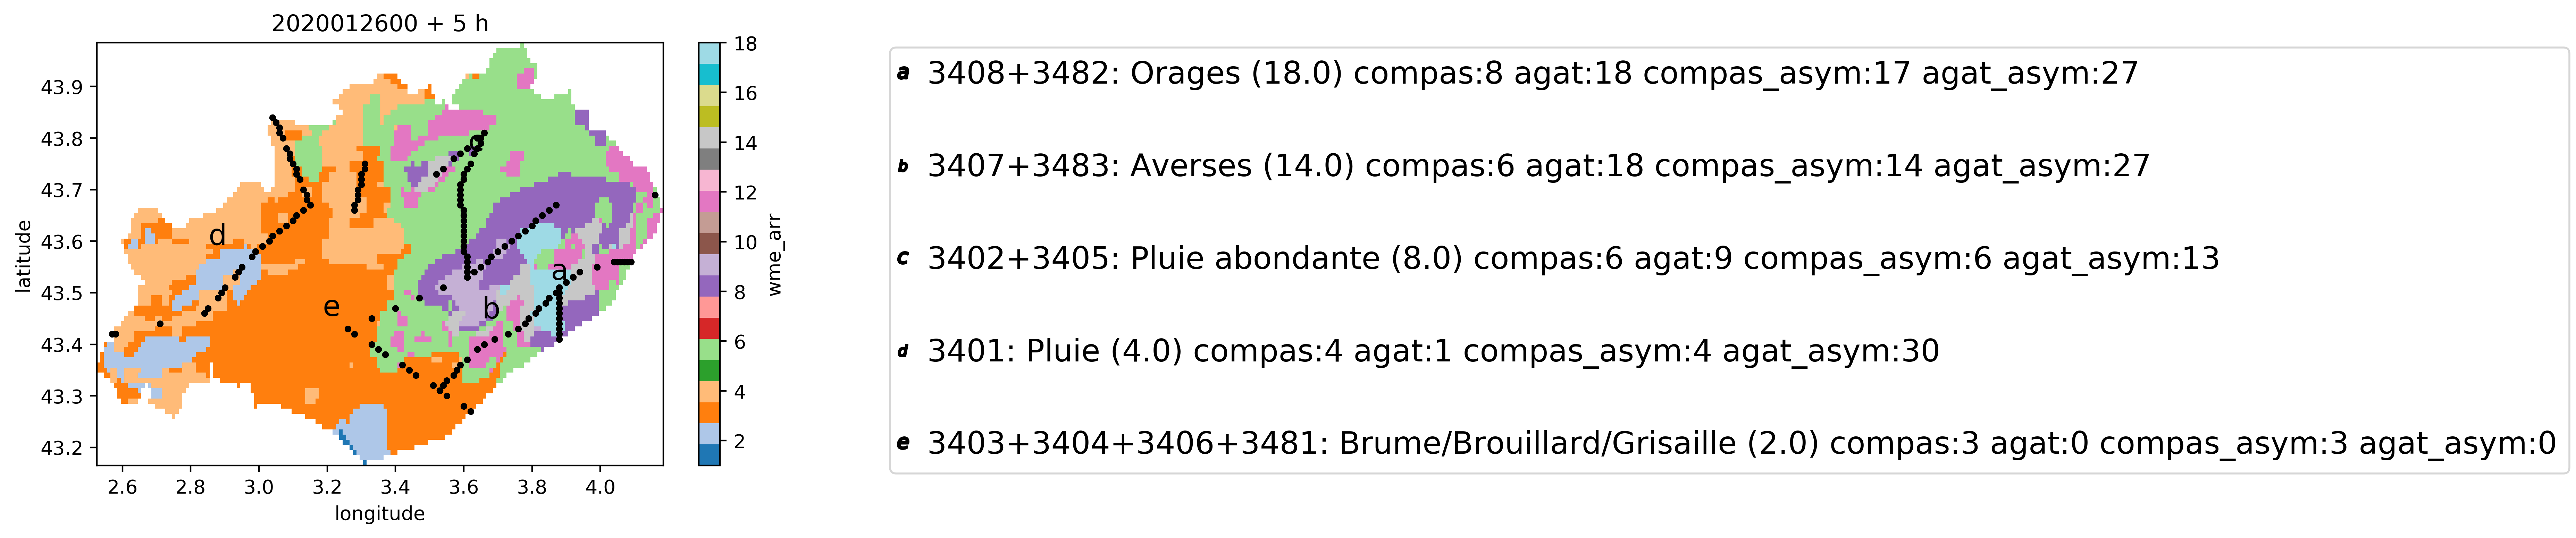 2020012600 + 5 h
43.9
43.8
43.7
43.6
43.5
43.4
43.3
43.2
latitude
2.6 2.8 3.0 3.2 3.4 3.6 3.8 4.0
longitude
c
d
a
e
b
18
16
14
12
10
8
6
4
2
wme_arr
a 3408+3482: Orages (18.0) compas:8 agat:18 compas_asym:17 agat_asym:27
b 3407+3483: Averses (14.0) compas:6 agat:18 compas_asym:14 agat_asym:27
c 3402+3405: Pluie abondante (8.0) compas:6 agat:9 compas_asym:6 agat_asym:13
d 3401: Pluie (4.0) compas:4 agat:1 compas_asym:4 agat_asym:30
e 3403+3404+3406+3481: Brume/Brouillard/Grisaille (2.0) compas:3 agat:0 compas_asym:3 agat_asym:0